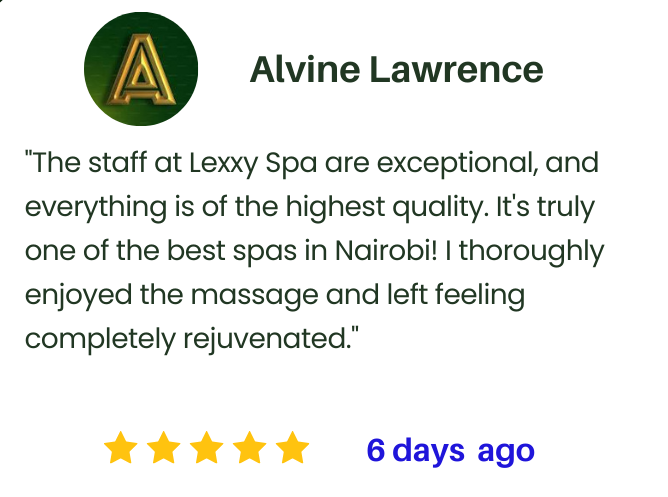 A
Alvine Lawrence
"The staff at Lexxy Spa are exceptional, and
everything is of the highest quality. It's truly
one of the best spas in Nairobi! I thoroughly
enjoyed the massage and left feeling
completely rejuvenated."
6 days ago